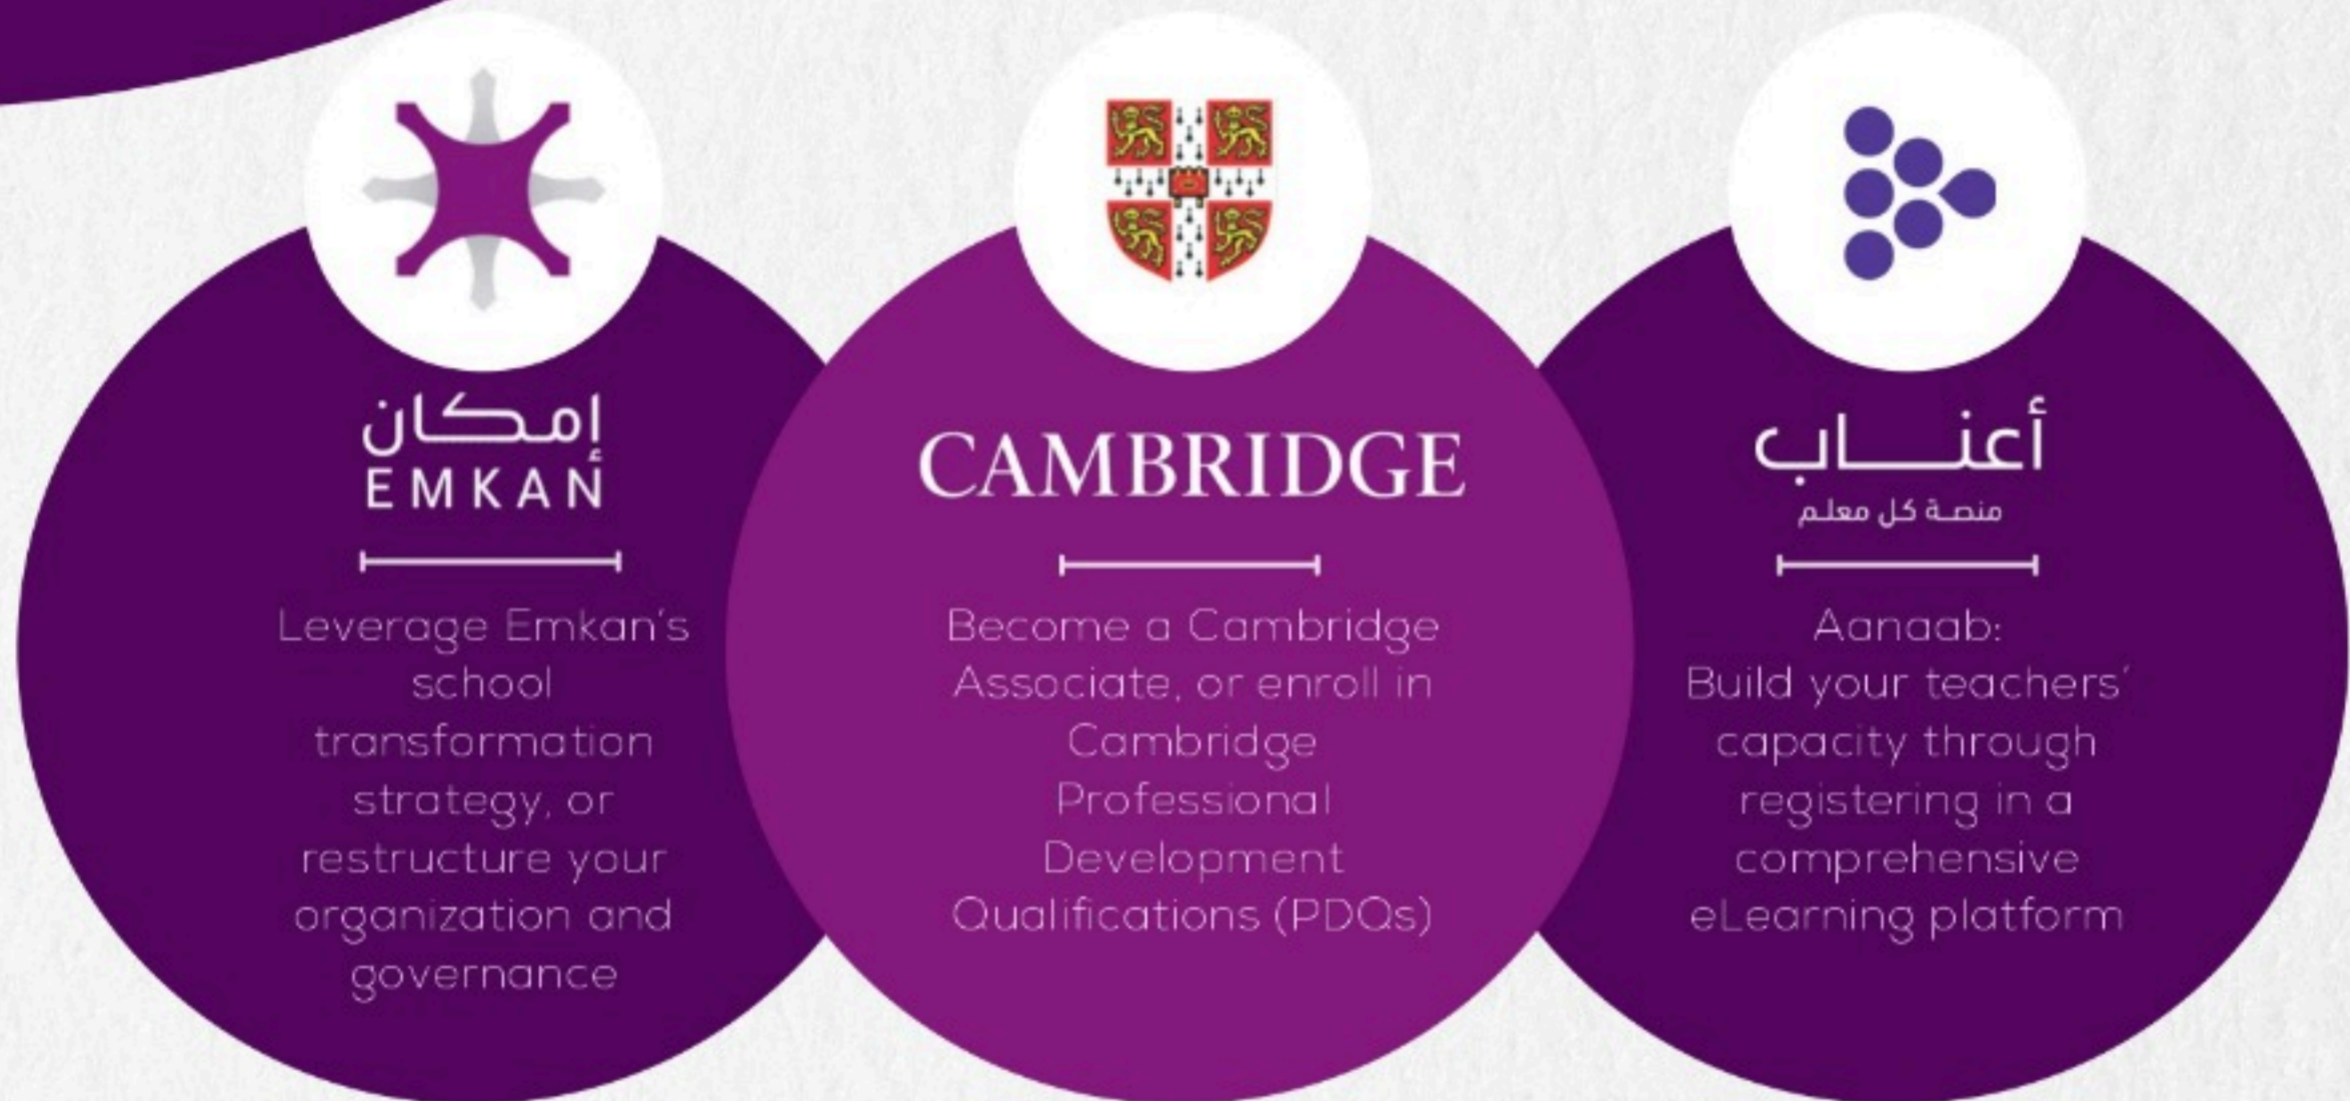 إمكان
EMKAN
Leverage Emkan's
school
transformation
strategy, or
restructure your
organization and
governance
CAMBRIDGE
Become a Cambridge
Associate, or enroll in
Cambridge
Professional
Development
Qualifications (PDQs)
أعناب
منصة كل معلم
Aanaab:
Build your teachers'
capacity through
registering in a
comprehensive
eLearning platform